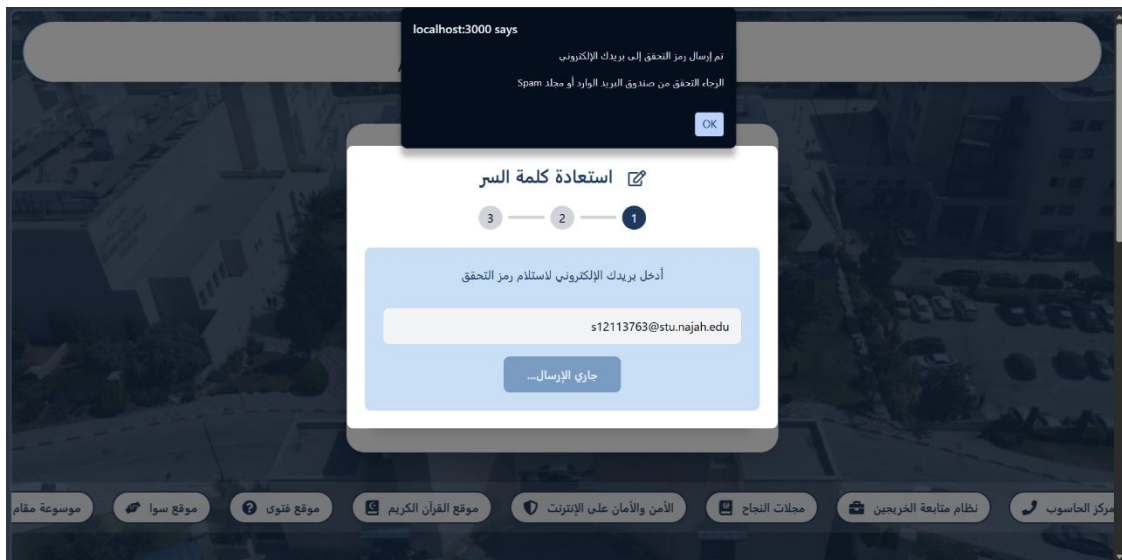 localhost:3000 says
تم إرسال رمز التحقق إلى بريدك الإلكتروني
الرجاء التحقق من صندوق البريد الوارد أو مجلد Spam
OK
استعادة كلمة السر
1
2
3
أدخل بريدك الإلكتروني لاستلام رمز التحقق
s12113763@stu.najah.edu
جاري الإرسال...
مركز الحاسوب
نظام متابعة الخريجين
مجلات النجاح
الأمن والأمان على الإنترنت
موقع القرآن الكريم
موقع فتوى
موقع سوا
موسوعة مقام